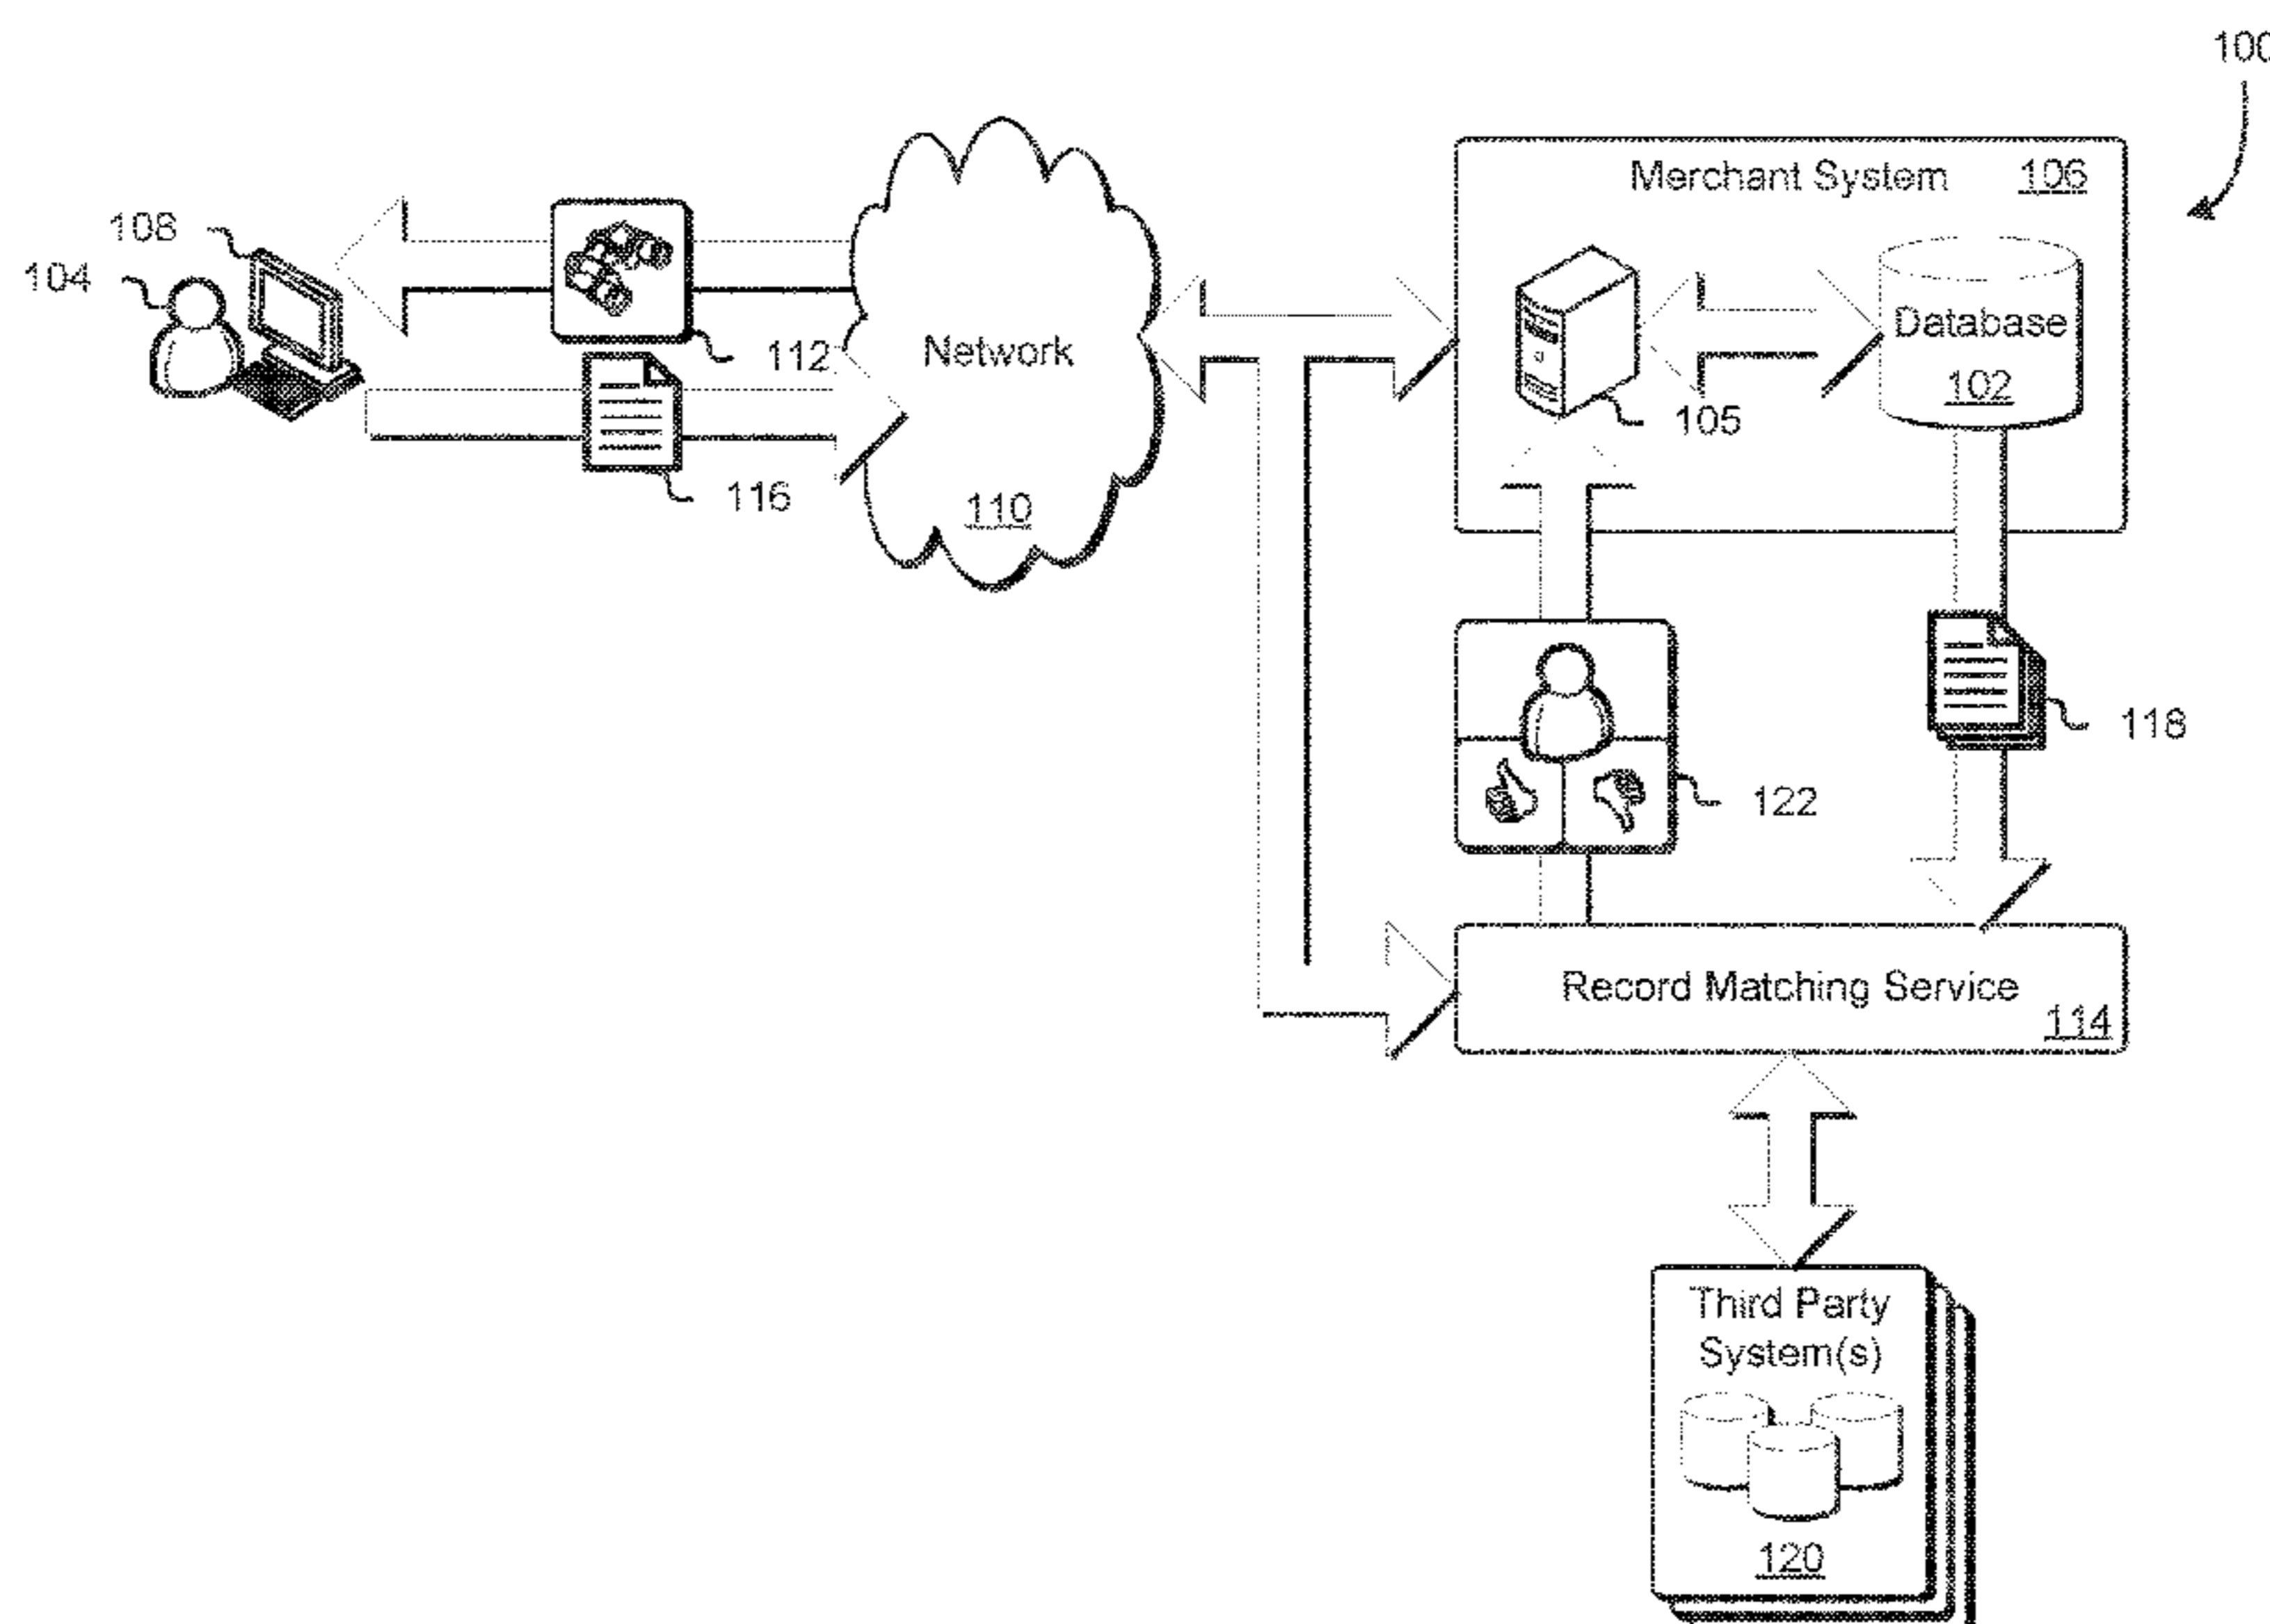 100
Merchant System 106
108
104
Database
112
Network
102
105
116
110
118
122
Record Matching Service
114
Third Party
System(s)
120